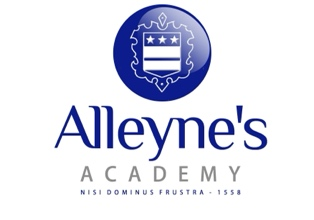 Alleyne's
ACADEMY
NISI DOMINUS FRUSTRA - 1558